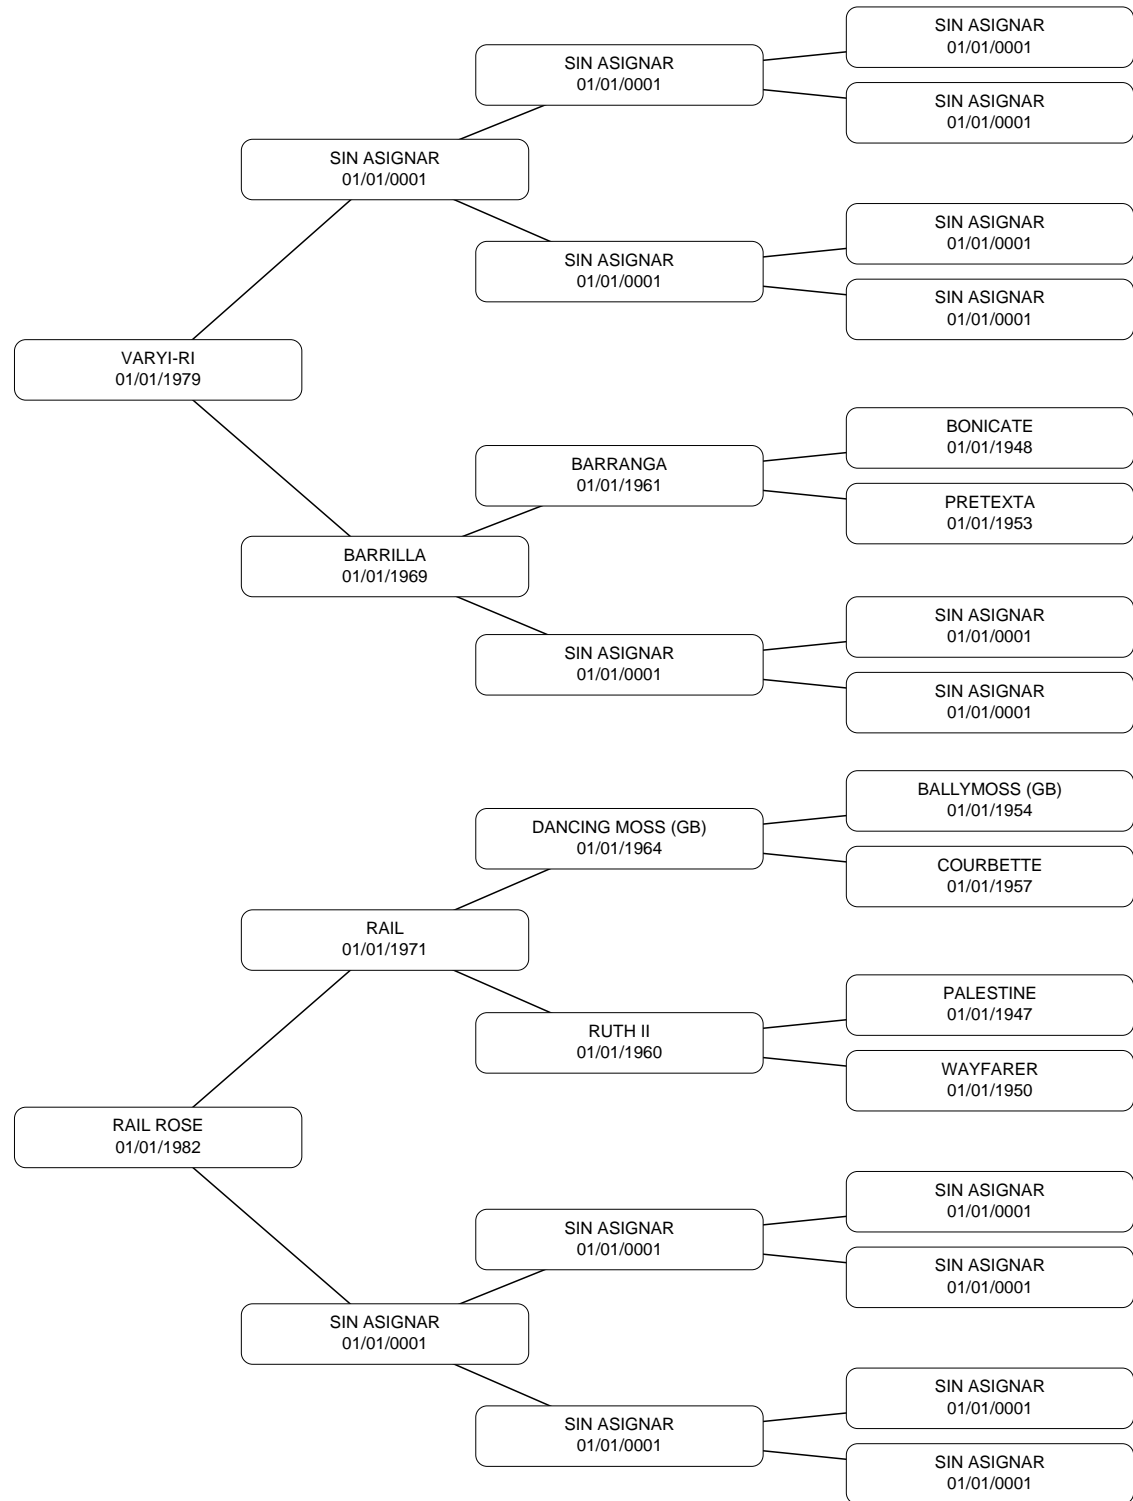 SIN ASIGNAR
01/01/0001
SIN ASIGNAR
01/01/0001
SIN ASIGNAR
01/01/0001
SIN ASIGNAR
01/01/0001
SIN ASIGNAR
01/01/0001
SIN ASIGNAR
01/01/0001
SIN ASIGNAR
01/01/0001
VARYI-RI
01/01/1979
BONICATE
01/01/1948
BARRANGA
01/01/1961
PRETEXTA
01/01/1953
BARRILLA
01/01/1969
SIN ASIGNAR
01/01/0001
SIN ASIGNAR
01/01/0001
SIN ASIGNAR
01/01/0001
BALLYMOSS (GB)
01/01/1954
DANCING MOSS (GB)
01/01/1964
COURBETTE
01/01/1957
RAIL
01/01/1971
PALESTINE
01/01/1947
RUTH II
01/01/1960
WAYFARER
01/01/1950
RAIL ROSE
01/01/1982
SIN ASIGNAR
01/01/0001
SIN ASIGNAR
01/01/0001
SIN ASIGNAR
01/01/0001
SIN ASIGNAR
01/01/0001
SIN ASIGNAR
01/01/0001
SIN ASIGNAR
01/01/0001
SIN ASIGNAR
01/01/0001